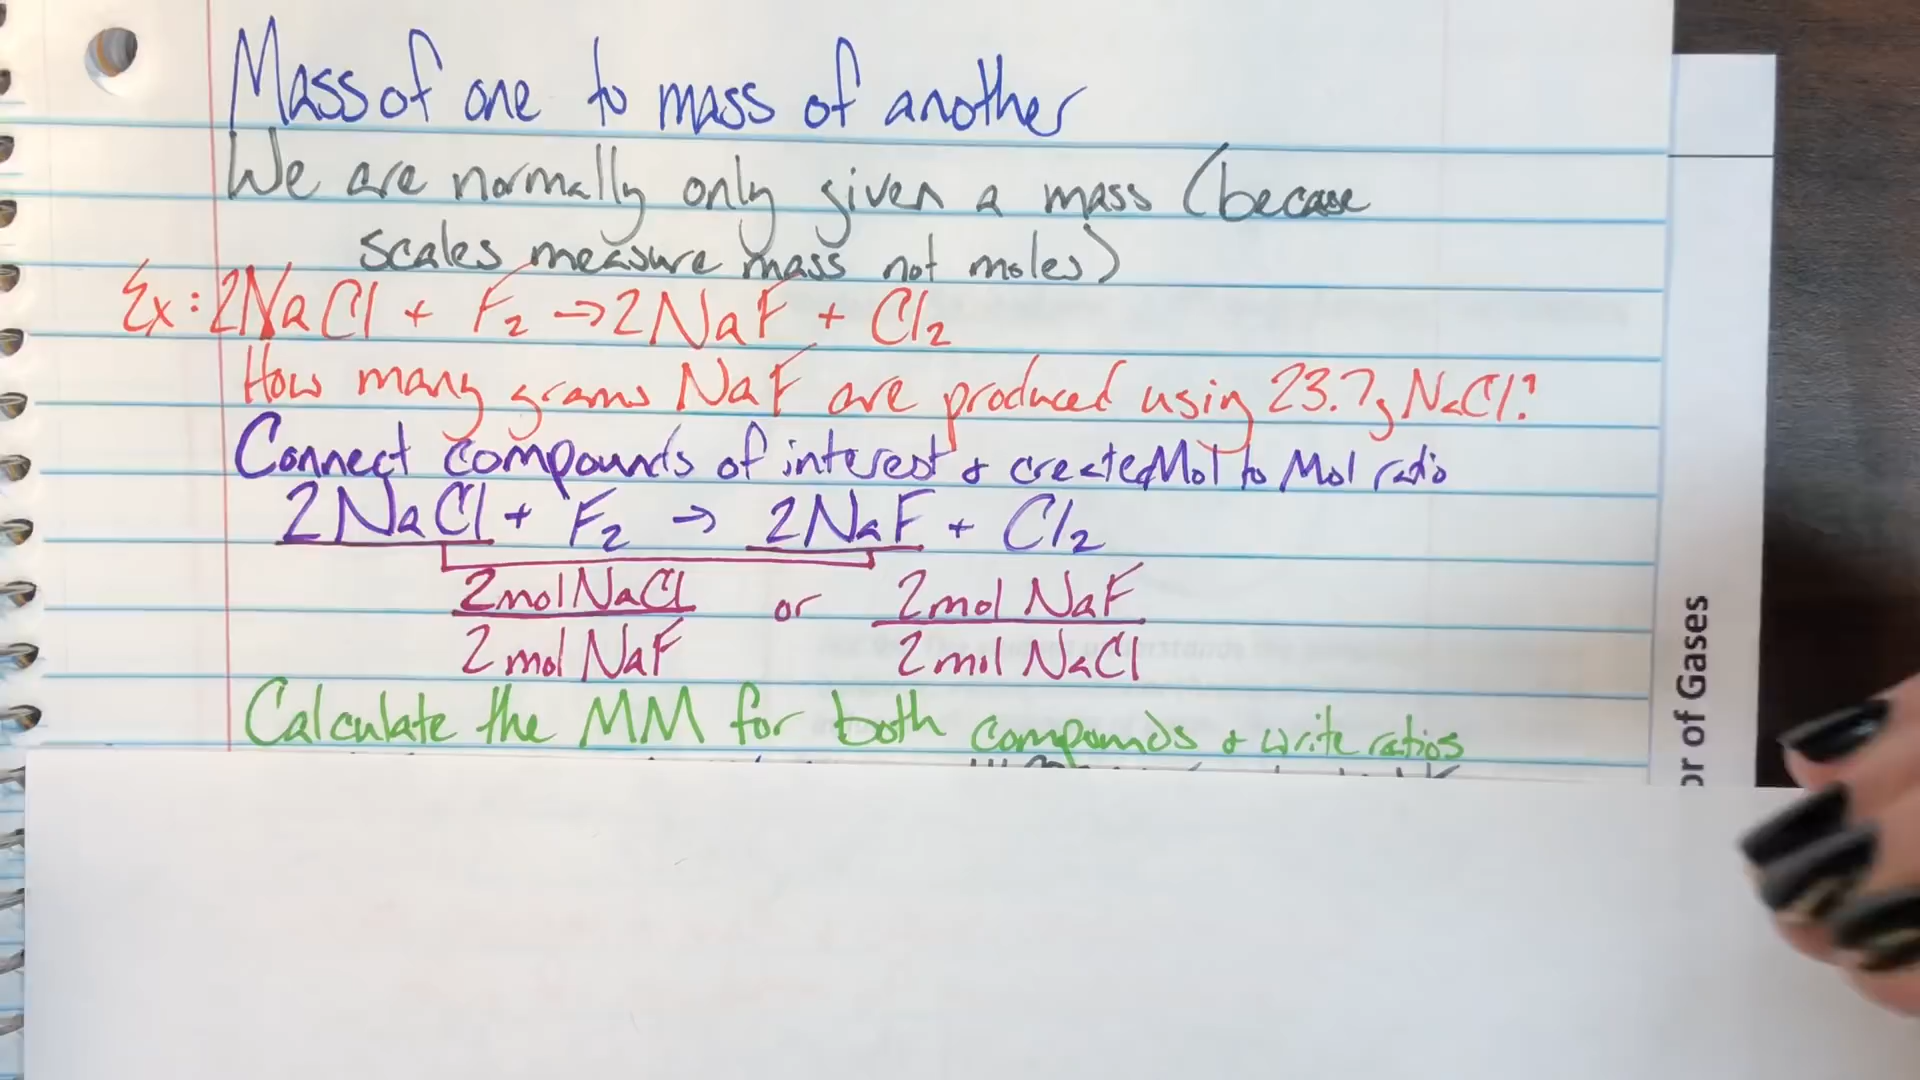 Mass of one to mass of another
We are normally only given a mass (becase
scales measure mass not moles)
Ex: 2NaCl + F₂ → 2NaF + Cl₂
How many grams NaF are produced using 23.7g NaCl?
Connect compounds of interest & create Mol to Mol ratio
2NaCl + F₂ → 2NaF + Cl₂
2mol NaCl or 2mol NaF
2mol NaF 2mol NaCl
Calculate the MM for both compounds & write ratios
or of Gases